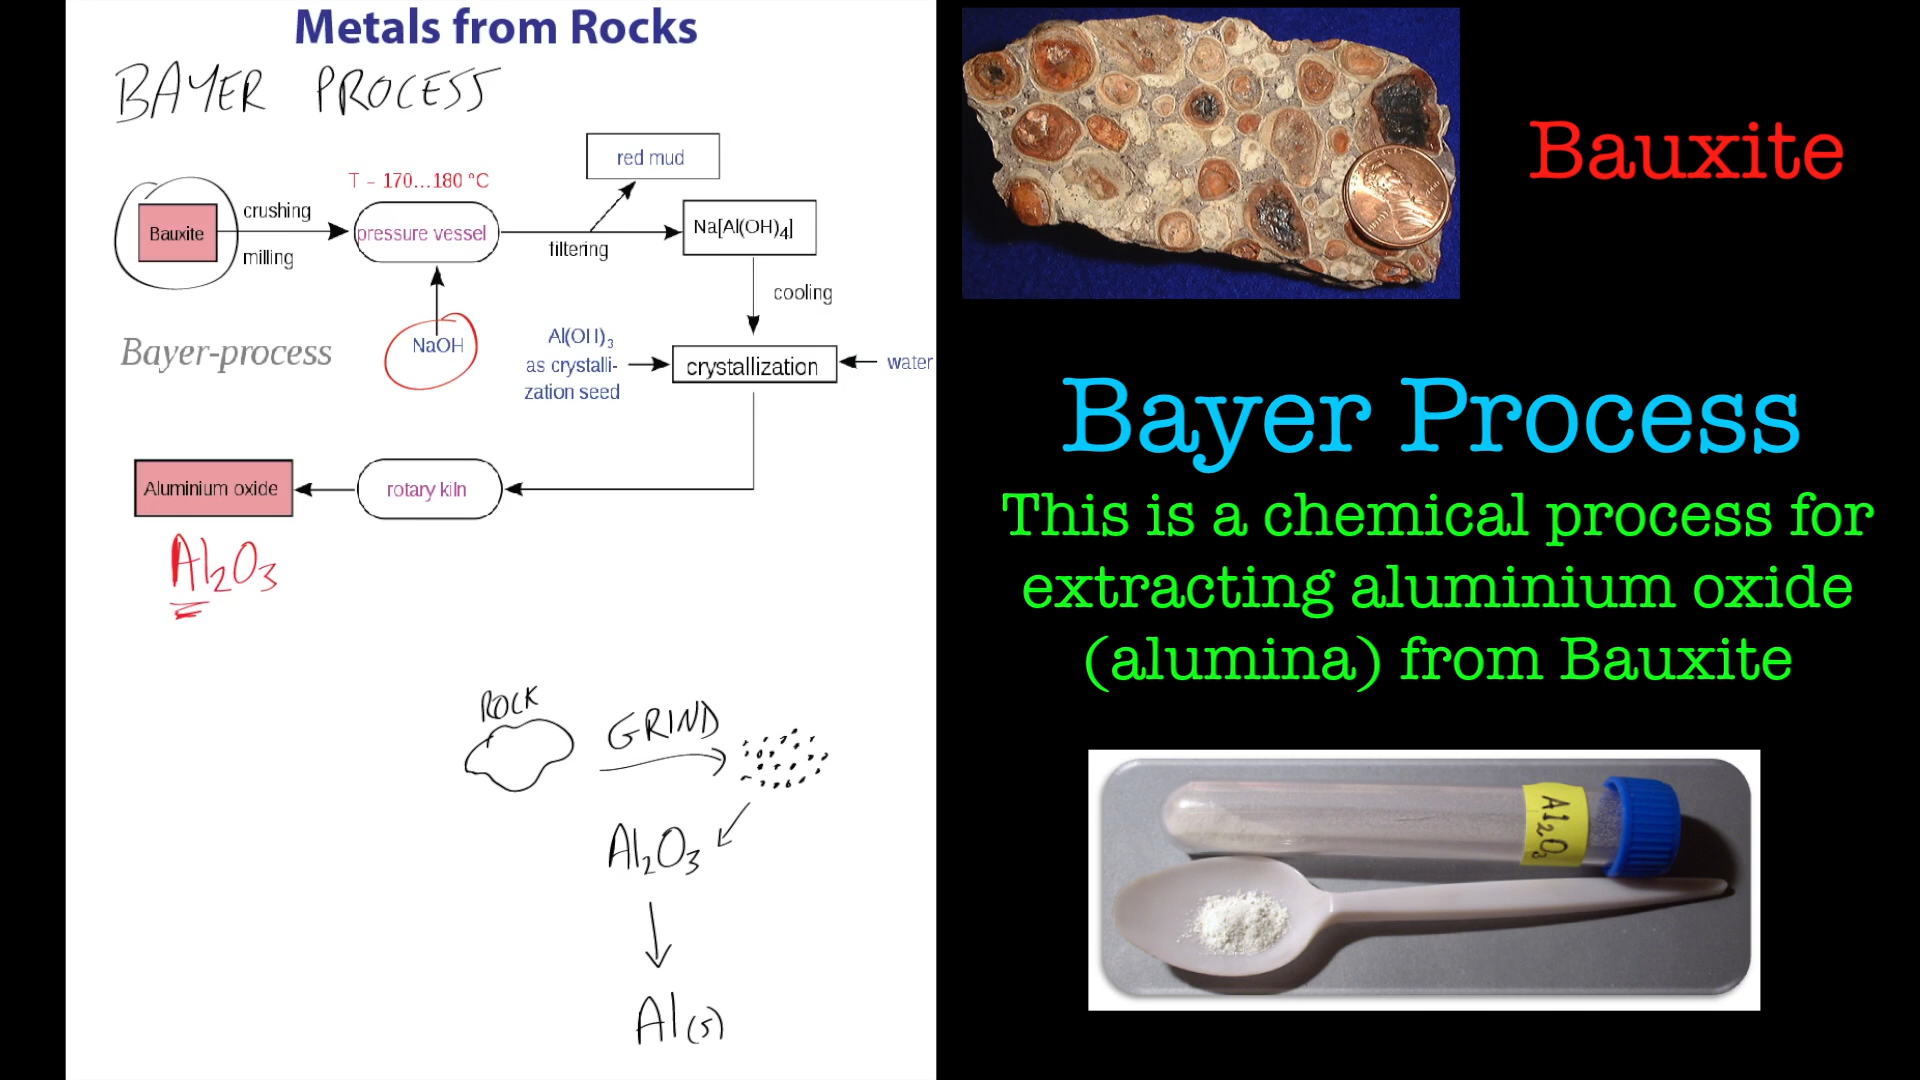 Metals from Rocks
BAYER PROCESS
red mud
T – 170...180 °C
crushing
Bauxite
pressure vessel
Na[Al(OH)4]
milling
filtering
cooling
Al(OH)3
NaOH
Bayer-process
as crystalli-
crystallization
water
zation seed
Aluminium oxide
rotary kiln
Al2O3
ROCK
GRIND
Al2O3
Al(s)
Bauxite
Bayer Process
This is a chemical process for
extracting aluminium oxide
(alumina) from Bauxite
Al2O3